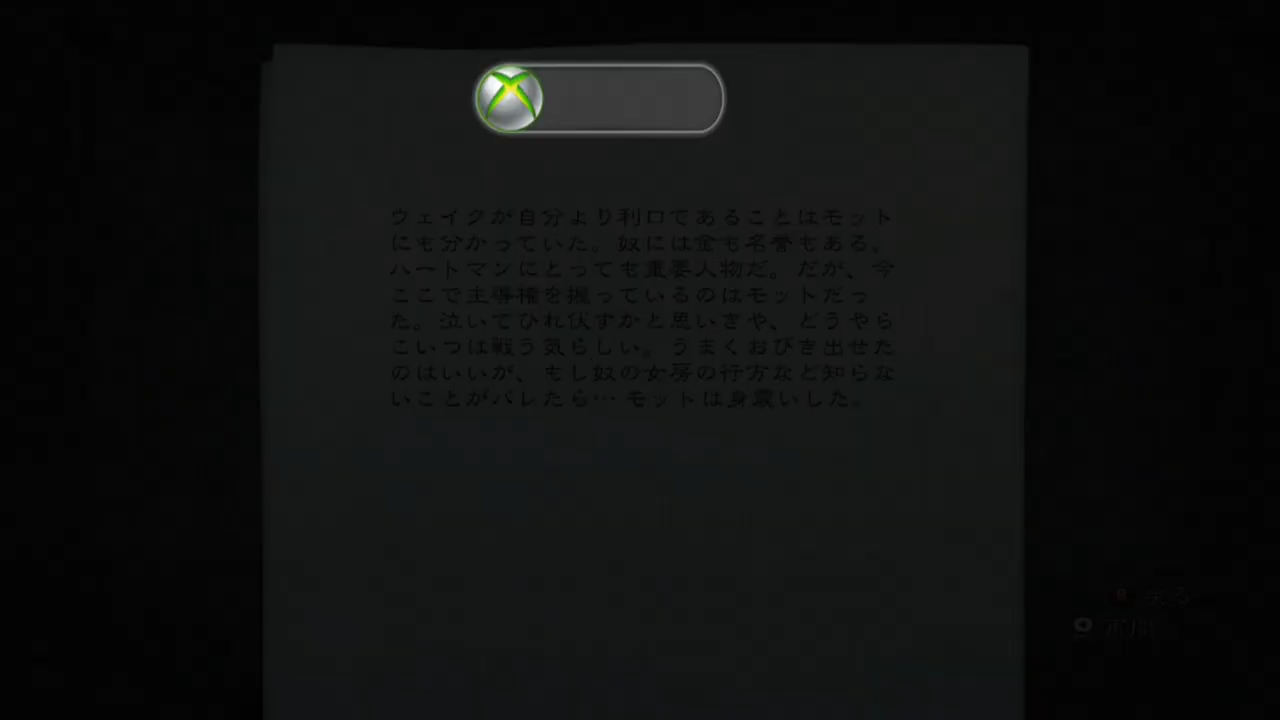 ウェイクが自分より利口であることはモット
にも分かっていた。奴には金も名誉もある。
ハートマンにとっても重要人物だ。だが、今
ここで主導権を握っているのはモットだっ
た。泣いてひれ伏すかと思いきや、どうやら
こいつは戦う気らしい。うまくおびき出せた
のはいいが、もし奴の女房の行方など知らな
いことがバレたら… モットは身震いした。
B 戻る